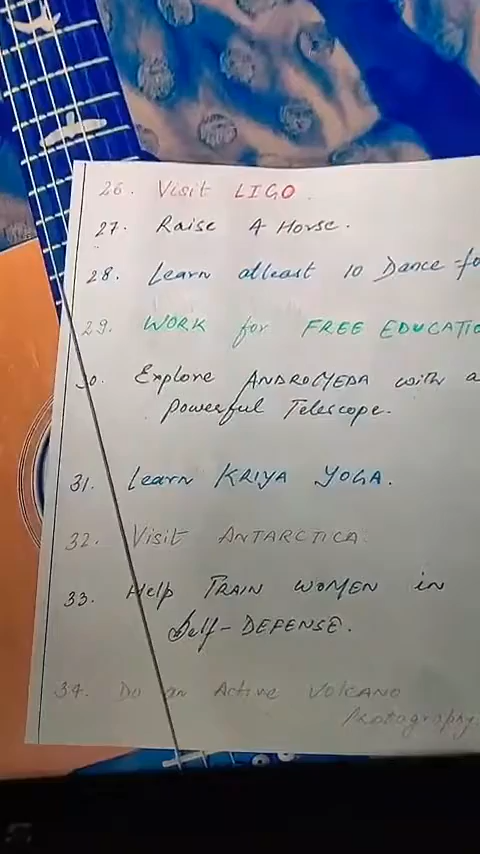 26. Visit LIGO.
27. Raise A Horse.
28. Learn atleast 10 Dance fo
29. WORK for FREE EDUCATIO
30. Explore ANDROMEDA with a
Powerful Telescope.
31. Learn KRIYA YOGA.
32. Visit ANTARCTICA.
33. Help TRAIN WOMEN in
Self-DEFENSE.
34. Do an Active VOLCANO
Photography.